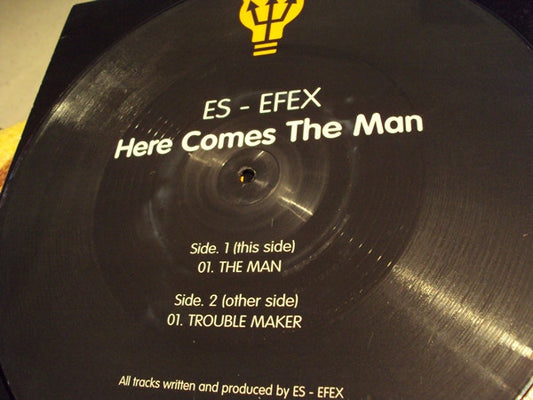 ES - EFEX
Here Comes The Man
Side. 1 (this side)
01. THE MAN
Side. 2 (other side)
01. TROUBLE MAKER
All tracks written and produced by ES - EFEX